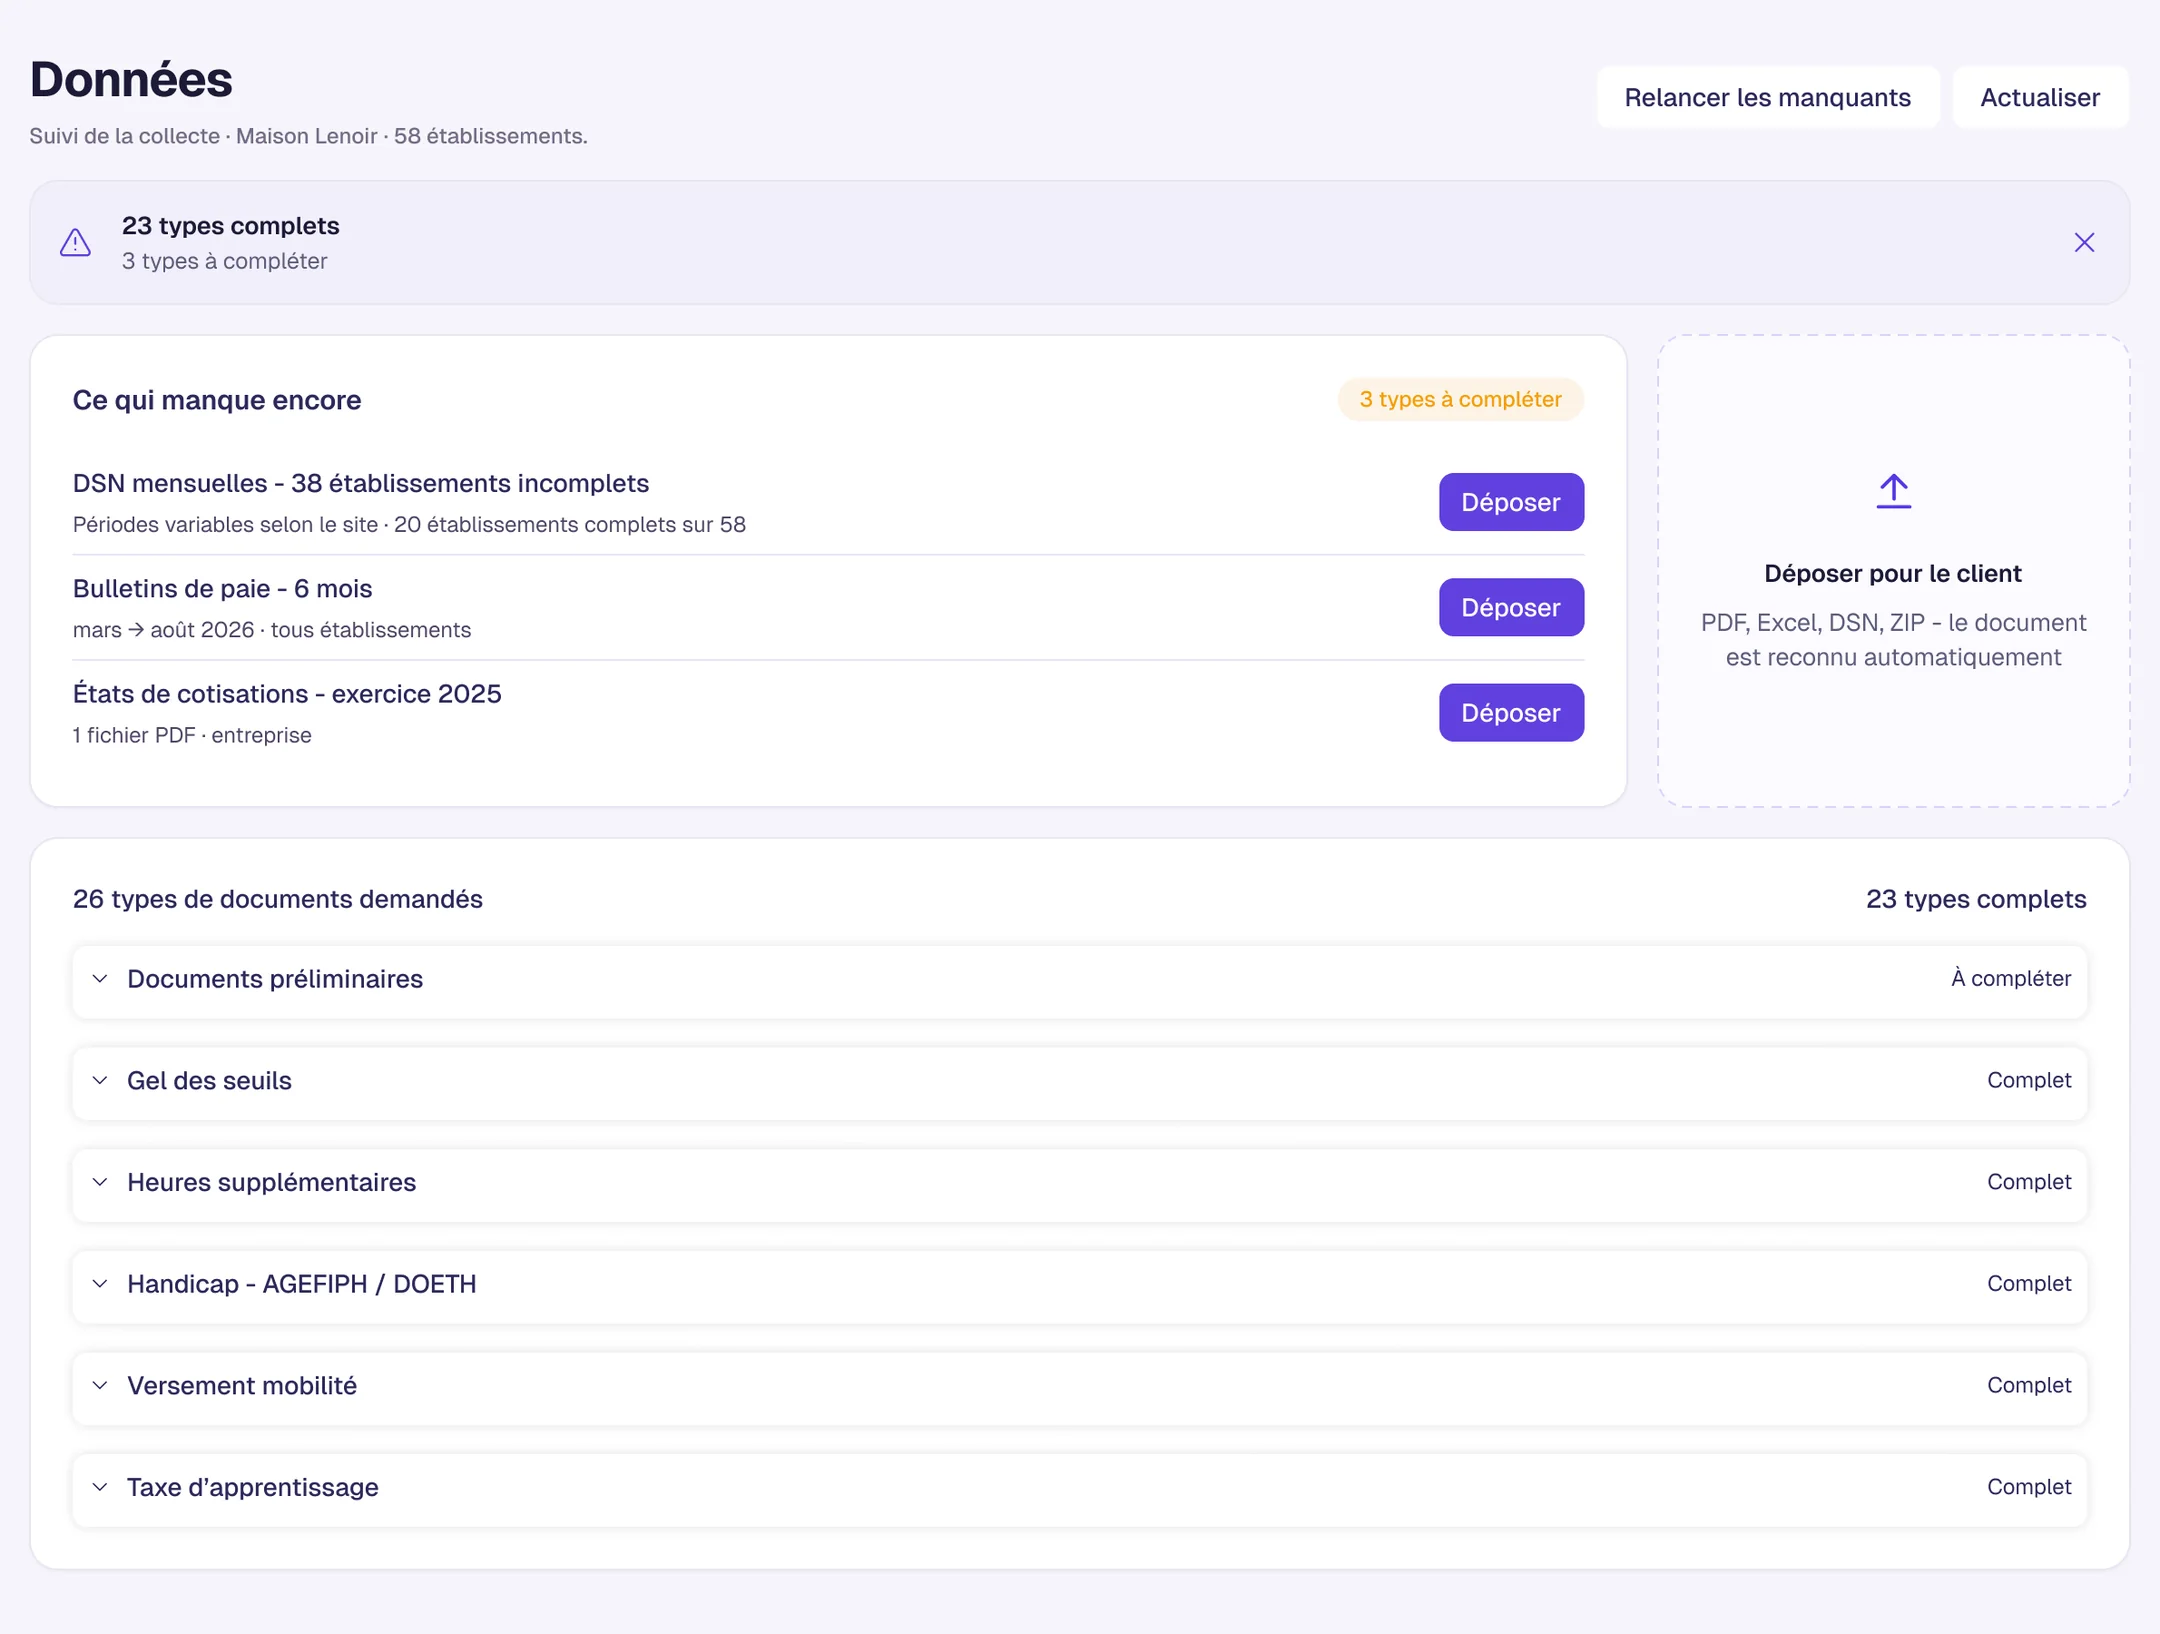 Données
Relancer les manquants
Actualiser
Suivi de la collecte · Maison Lenoir · 58 établissements.
23 types complets
3 types à compléter
Ce qui manque encore
3 types à compléter
DSN mensuelles - 38 établissements incomplets
Périodes variables selon le site · 20 établissements complets sur 58
Déposer
Bulletins de paie - 6 mois
mars → août 2026 · tous établissements
Déposer
États de cotisations - exercice 2025
1 fichier PDF · entreprise
Déposer
Déposer pour le client
PDF, Excel, DSN, ZIP - le document
est reconnu automatiquement
26 types de documents demandés
23 types complets
Documents préliminaires
À compléter
Gel des seuils
Complet
Heures supplémentaires
Complet
Handicap - AGEFIPH / DOETH
Complet
Versement mobilité
Complet
Taxe d’apprentissage
Complet